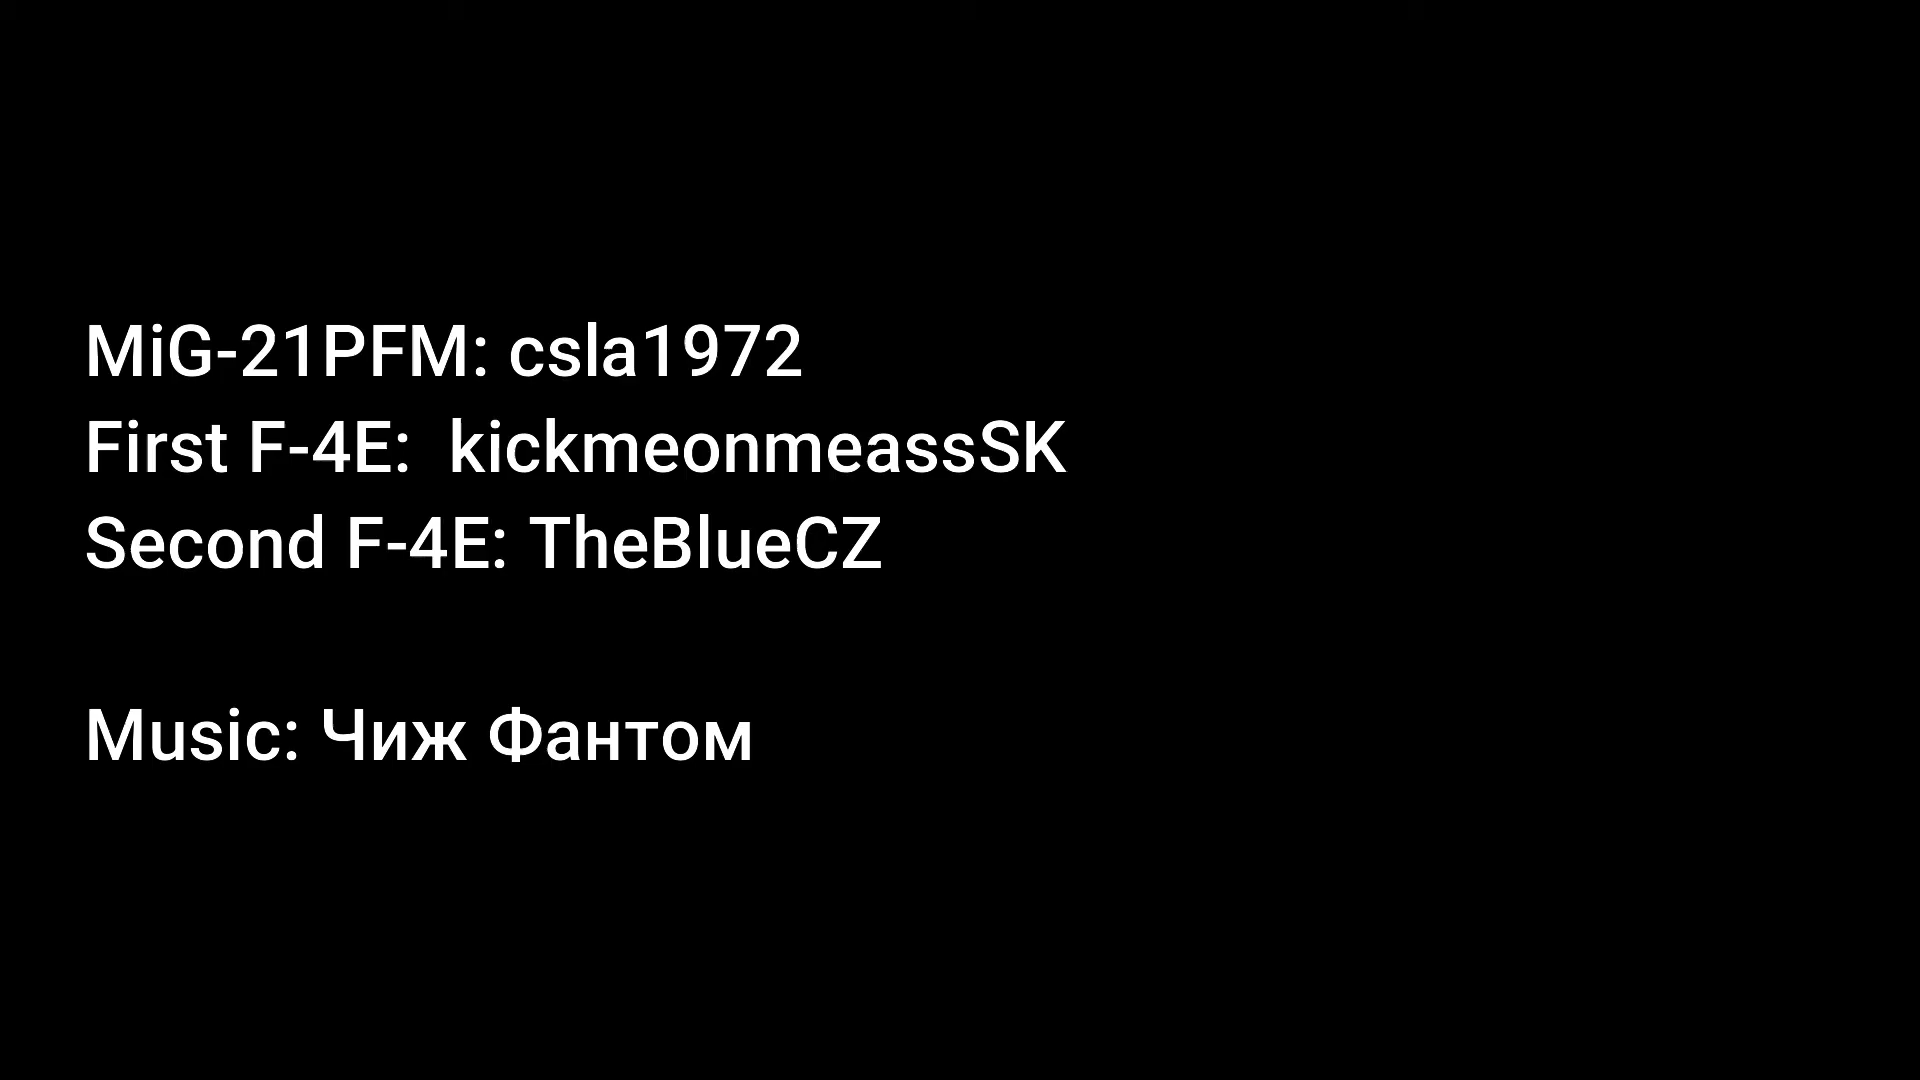 MiG-21PFM: csla1972
First F-4E:  kickmeonmeassSK
Second F-4E: TheBlueCZ
Music: Чиж Фантом